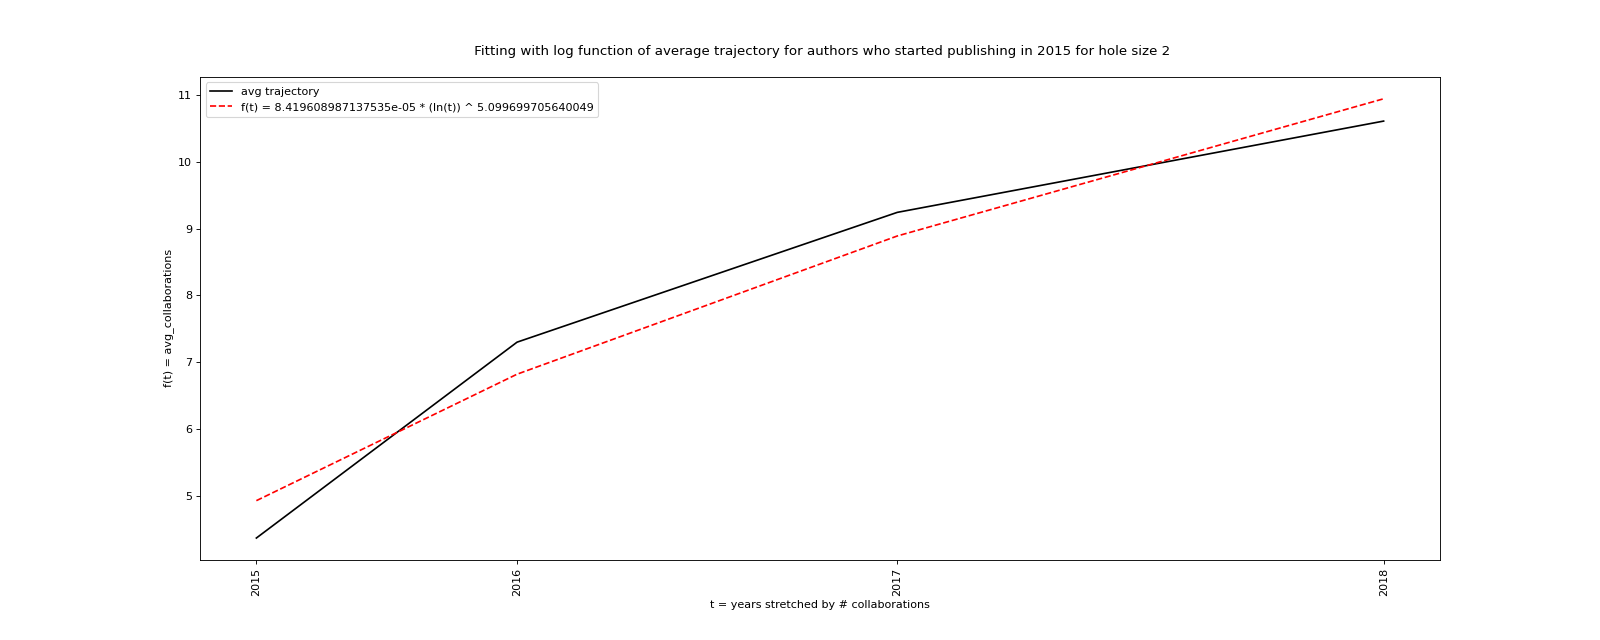 Fitting with log function of average trajectory for authors who started publishing in 2015 for hole size 2
avg trajectory
f(t) = 8.419608987137535e-05 * (ln(t)) ^ 5.099699705640049
11
10
9
8
7
6
5
f(t) = avg_collaborations
2015
2016
2017
2018
t = years stretched by # collaborations